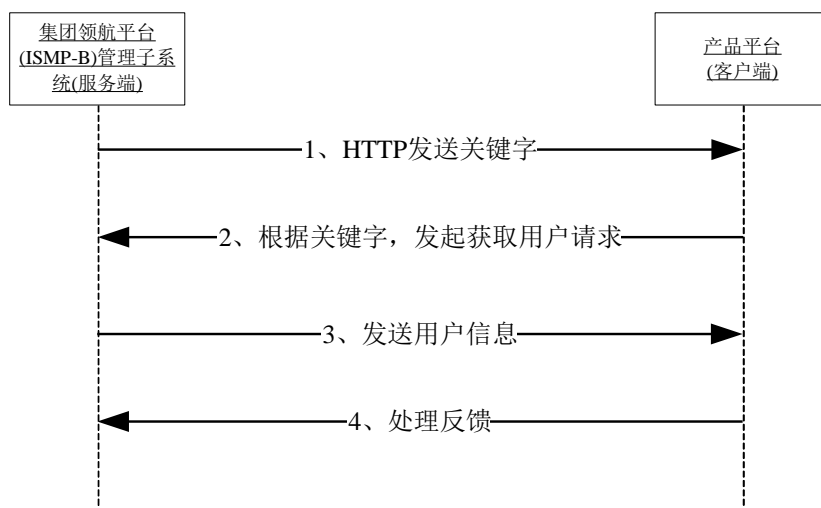 集团领航平台
(ISMP-B)管理子系
统(服务端)
产品平台
(客户端)
1、HTTP发送关键字
2、根据关键字，发起获取用户请求
3、发送用户信息
4、处理反馈